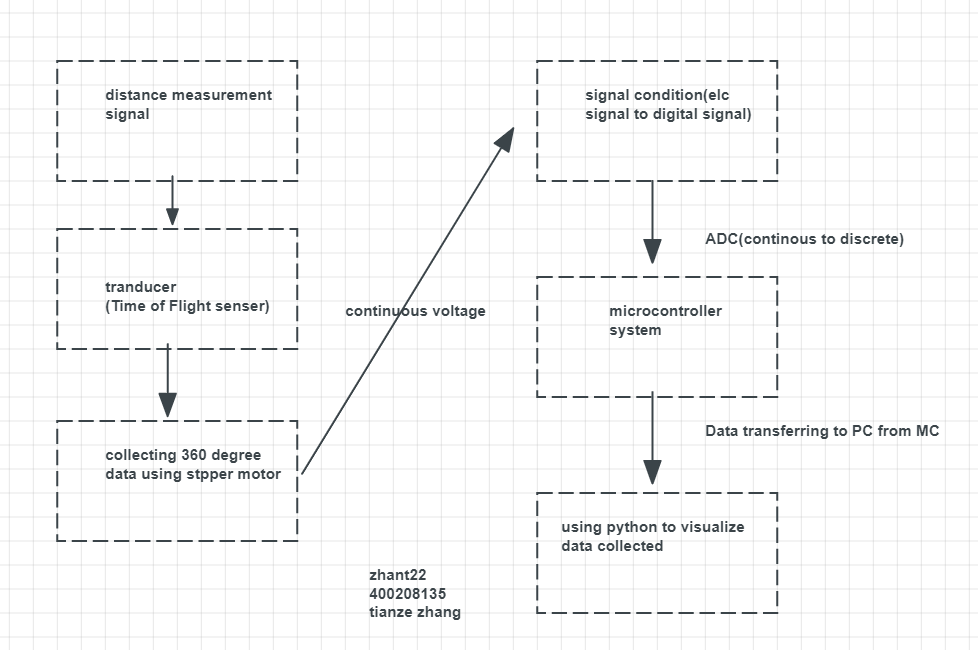 distance measurement
signal
tranducer
(Time of Flight senser)
collecting 360 degree
data using stpper motor
continuous voltage
signal condition(elc
signal to digital signal)
ADC(continous to discrete)
microcontroller
system
Data transferring to PC from MC
using python to visualize
data collected
zhant22
400208135
tianze zhang